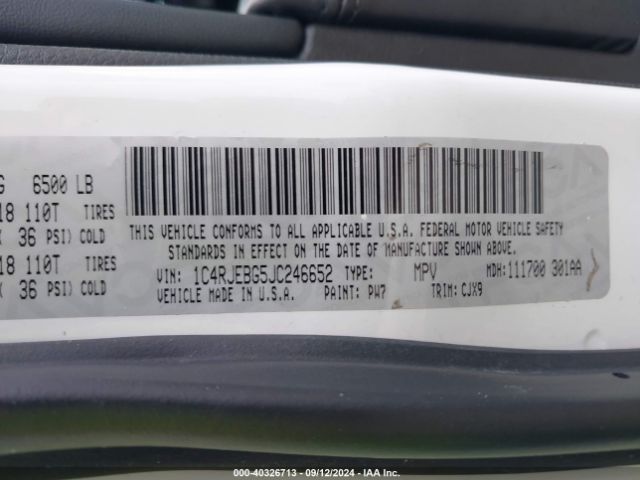 G 6500 LB
18 110T TIRES
36 PSI) COLD
18 110T TIRES
36 PSI) COLD
THIS VEHICLE CONFORMS TO ALL APPLICABLE U.S.A. FEDERAL MOTOR VEHICLE SAFETY
STANDARDS IN EFFECT ON THE DATE OF MANUFACTURE SHOWN ABOVE.
VIN: 1C4RJEBG5JC246652 TYPE: MPV MDH: 111700 301AA
VEHICLE MADE IN U.S.A. PAINT: PW7 TRIM: CJX9
000-40326713 - 09/12/2024 - IAA Inc.